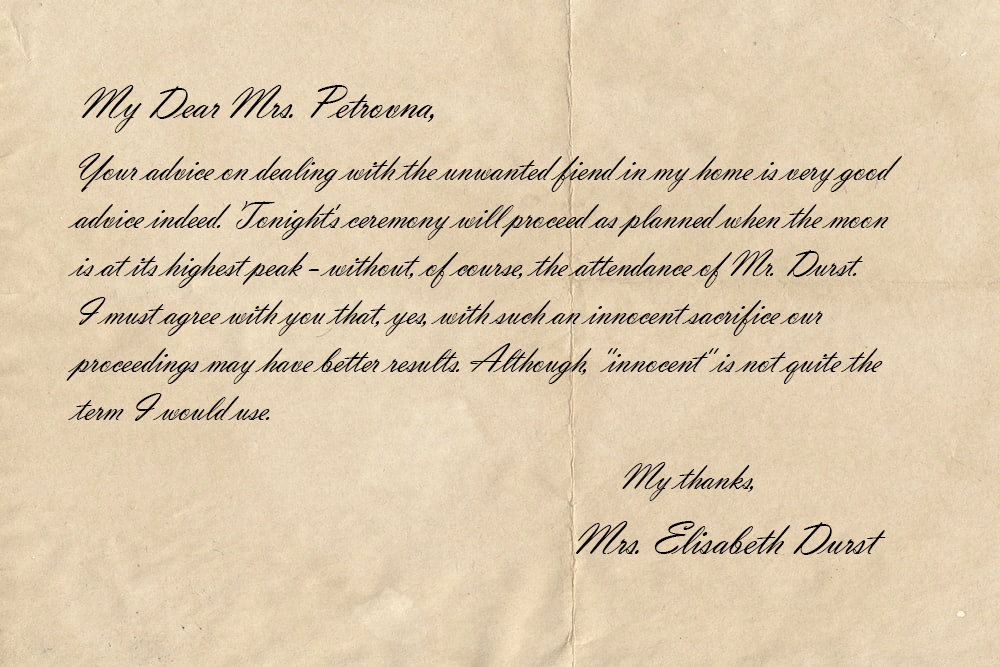 My Dear Mrs. Petrovna,
Your advice on dealing with the unwanted fiend in my home is very good
advice indeed. Tonight's ceremony will proceed as planned when the moon
is at its highest peak - without, of course, the attendance of Mr. Durst.
I must agree with you that, yes, with such an innocent sacrifice our
proceedings may have better results. Although, "innocent" is not quite the
term I would use.
My thanks,
Mrs. Elisabeth Durst